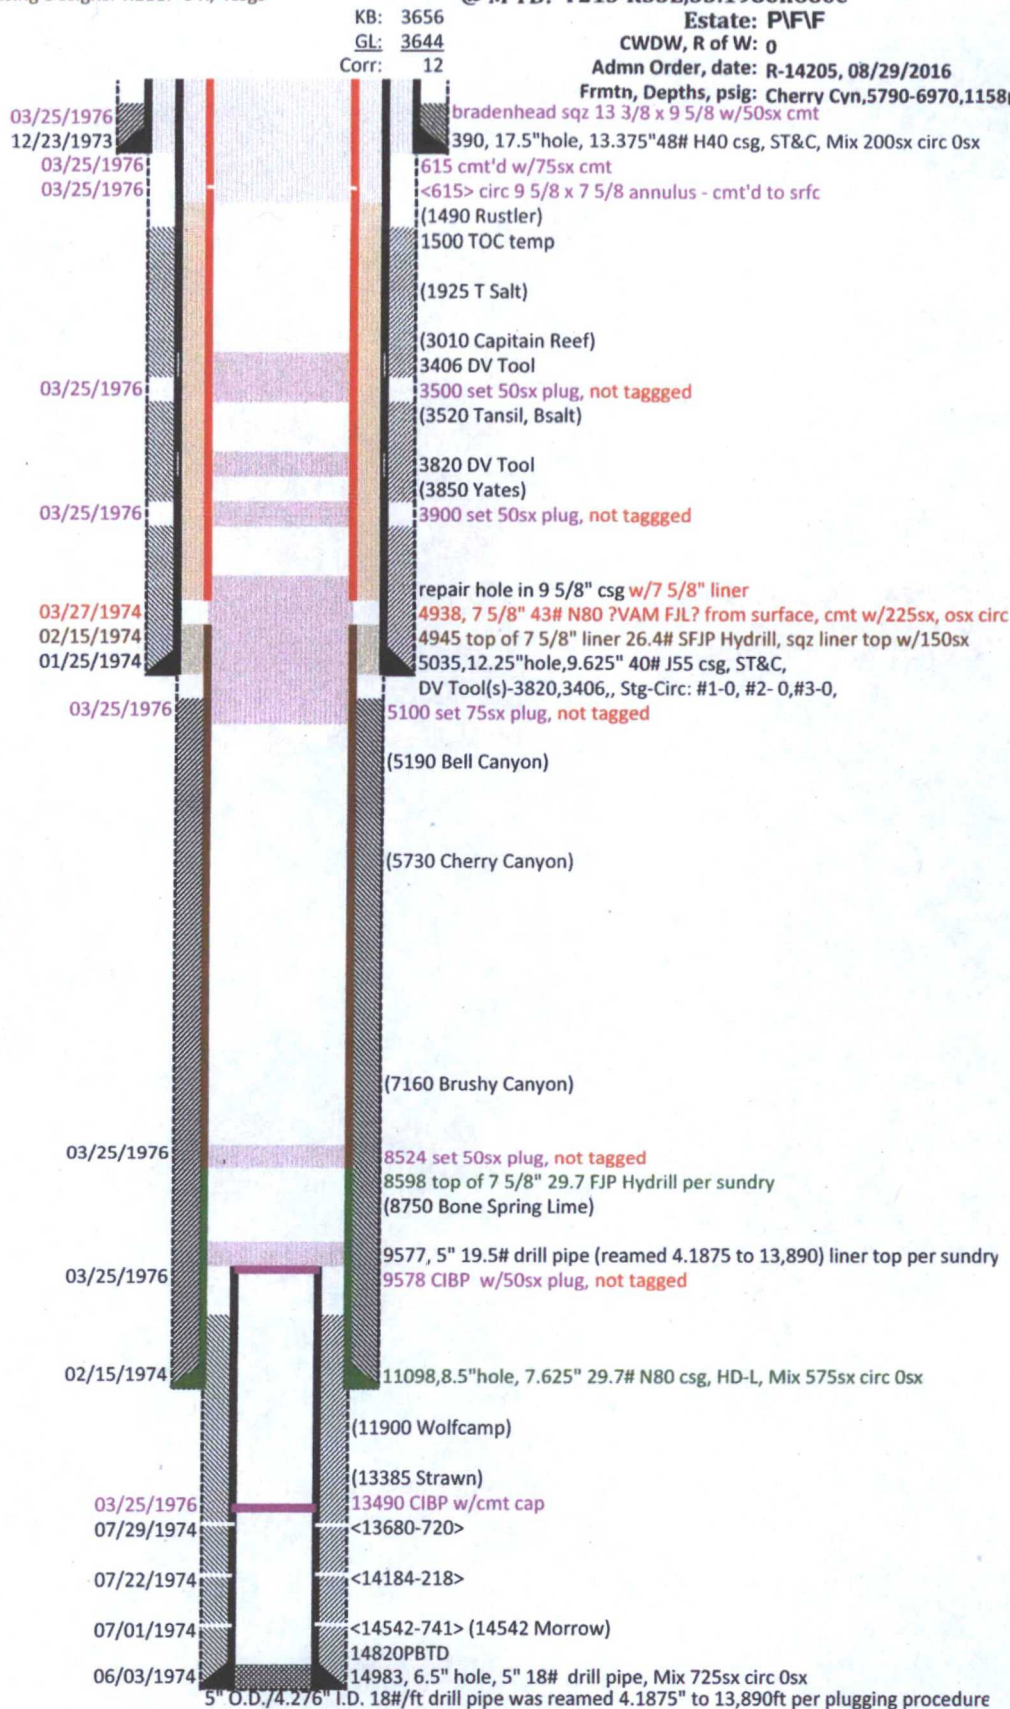 KB: 3656
GL: 3644
Corr: 12
Estate: P\F\F
CWDW, R of W: 0
Admn Order, date: R-14205, 08/29/2016
Frmtn, Depths, psig: Cherry Cyn,5790-6970,1158
03/25/1976 bradenhead sqz 13 3/8 x 9 5/8 w/50sx cmt
12/23/1973 390, 17.5"hole, 13.375"48# H40 csg, ST&C, Mix 200sx circ 0sx
03/25/1976 615 cmt'd w/75sx cmt
03/25/1976 <615> circ 9 5/8 x 7 5/8 annulus - cmt'd to srfc
(1490 Rustler)
1500 TOC temp
(1925 T Salt)
(3010 Capitain Reef)
3406 DV Tool
03/25/1976 3500 set 50sx plug, not taggged
(3520 Tansil, Bsalt)
3820 DV Tool
(3850 Yates)
03/25/1976 3900 set 50sx plug, not taggged
repair hole in 9 5/8" csg w/7 5/8" liner
03/27/1974 4938, 7 5/8" 43# N80 ?VAM FJL? from surface, cmt w/225sx, osx circ
02/15/1974 4945 top of 7 5/8" liner 26.4# SFJP Hydrill, sqz liner top w/150sx
01/25/1974 5035,12.25"hole,9.625" 40# J55 csg, ST&C,
DV Tool(s)-3820,3406,, Stg-Circ: #1-0, #2- 0,#3-0,
03/25/1976 5100 set 75sx plug, not tagged
(5190 Bell Canyon)
(5730 Cherry Canyon)
(7160 Brushy Canyon)
03/25/1976 8524 set 50sx plug, not tagged
8598 top of 7 5/8" 29.7 FJP Hydrill per sundry
(8750 Bone Spring Lime)
9577, 5" 19.5# drill pipe (reamed 4.1875 to 13,890) liner top per sundry
03/25/1976 9578 CIBP w/50sx plug, not tagged
02/15/1974 11098,8.5"hole, 7.625" 29.7# N80 csg, HD-L, Mix 575sx circ 0sx
(11900 Wolfcamp)
(13385 Strawn)
03/25/1976 13490 CIBP w/cmt cap
07/29/1974 <13680-720>
07/22/1974 <14184-218>
07/01/1974 <14542-741> (14542 Morrow)
14820PBTD
06/03/1974 14983, 6.5" hole, 5" 18# drill pipe, Mix 725sx circ 0sx
5" O.D./4.276" I.D. 18#/ft drill pipe was reamed 4.1875" to 13,890ft per plugging procedure